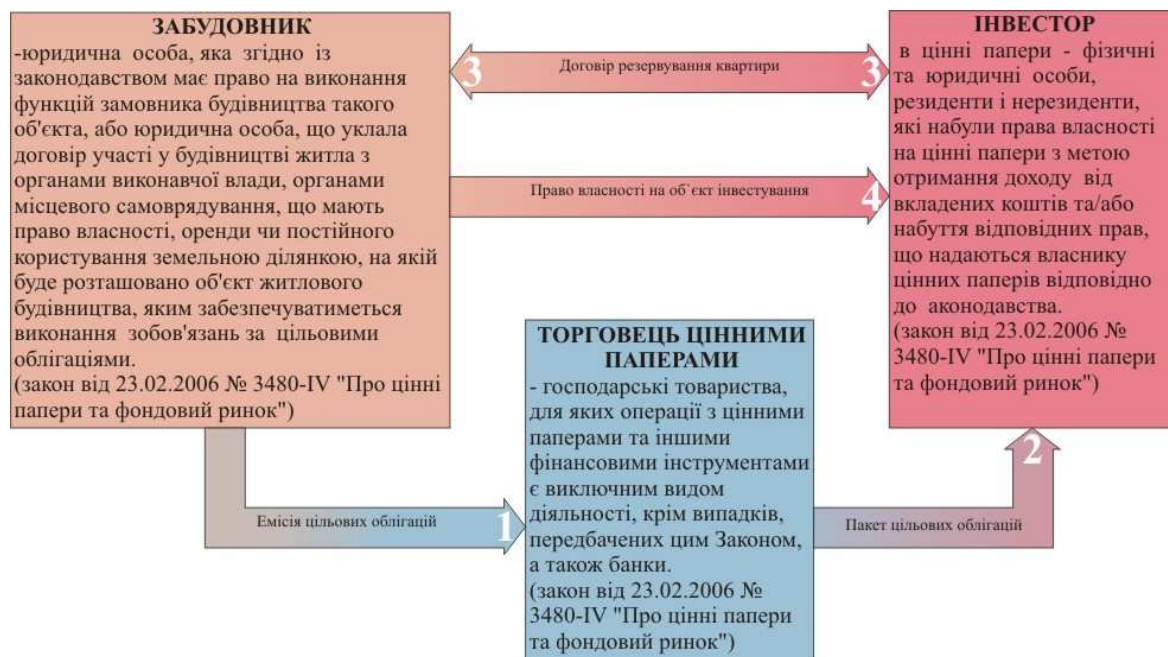 ЗАБУДОВНИК
-юридична особа, яка згідно із
законодавством має право на виконання
функцій замовника будівництва такого
об'єкта, або юридична особа, що уклала
договір участі у будівництві житла з
органами виконавчої влади, органами
місцевого самоврядування, що мають
право власності, оренди чи постійного
користування земельною ділянкою, на якій
буде розташовано об'єкт житлового
будівництва, яким забезпечуватиметься
виконання зобов'язань за цільовими
облігаціями.
(закон від 23.02.2006 № 3480-IV "Про цінні
папери та фондовий ринок")
3 Договір резервування квартири 3
Право власності на об`єкт інвестування 4
ІНВЕСТОР
в цінні папери - фізичні
та юридичні особи,
резиденти і нерезиденти,
які набули права власності
на цінні папери з метою
отримання доходу від
вкладених коштів та/або
набуття відповідних прав,
що надаються власнику
цінних паперів відповідно
до аконодавства.
(закон від 23.02.2006 №
3480-IV "Про цінні папери
та фондовий ринок")
Емісія цільових облігацій 1
ТОРГОВЕЦЬ ЦІННИМИ
ПАПЕРАМИ
- господарські товариства,
для яких операції з цінними
паперами та іншими
фінансовими інструментами
є виключним видом
діяльності, крім випадків,
передбачених цим Законом,
а також банки.
(закон від 23.02.2006 №
3480-IV "Про цінні папери
та фондовий ринок")
Пакет цільових облігацій 2